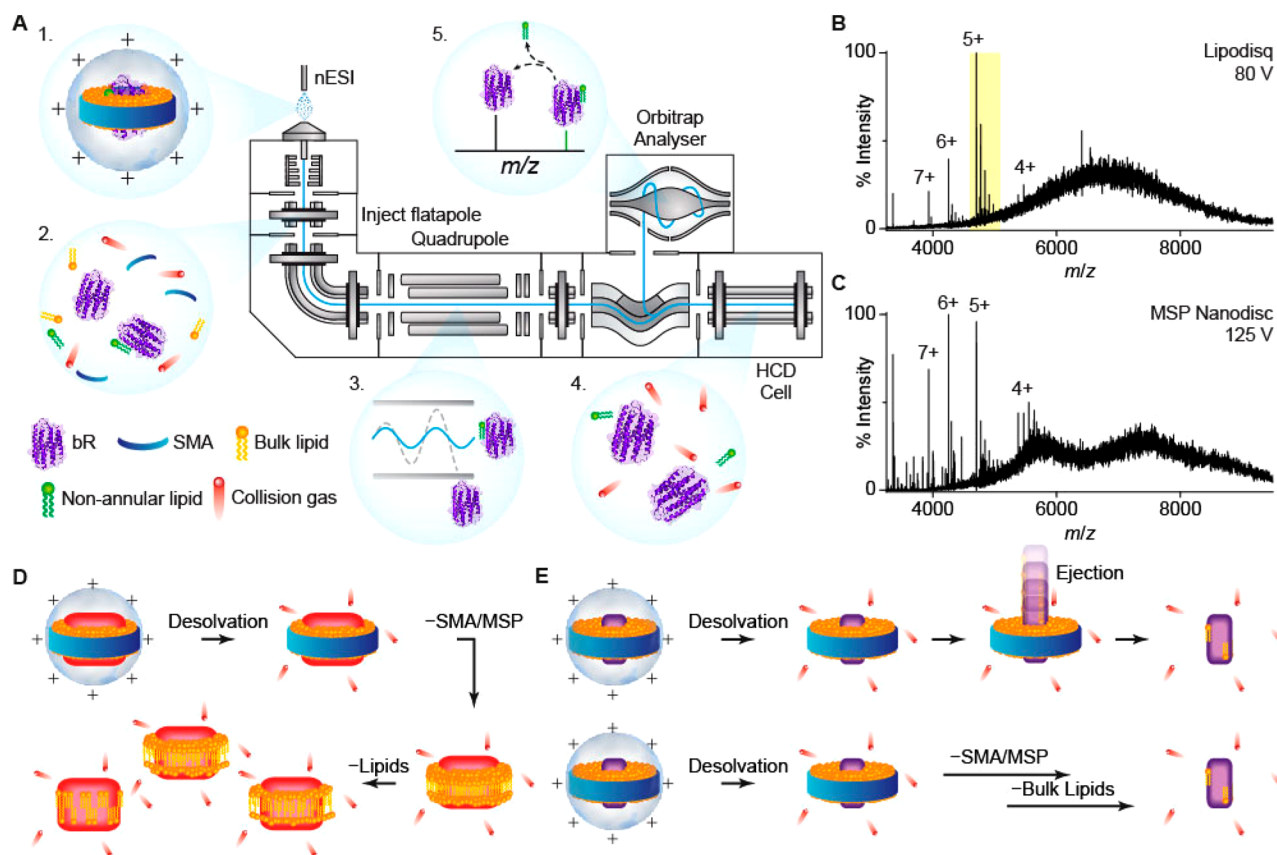 A
1.
nESI
5.
m/z
Orbitrap
Analyser
2.
Inject flatapole
Quadrupole
HCD
Cell
3.
4.
bR
SMA
Bulk lipid
Non-annular lipid
Collision gas
B
Lipodisq
80 V
100
% Intensity
0
7+
6+
5+
4+
4000
6000
8000
m/z
C
MSP Nanodisc
125 V
100
% Intensity
0
7+
6+
5+
4+
4000
6000
8000
m/z
D
Desolvation
−SMA/MSP
−Lipids
E
Desolvation
Ejection
Desolvation
−SMA/MSP
−Bulk Lipids